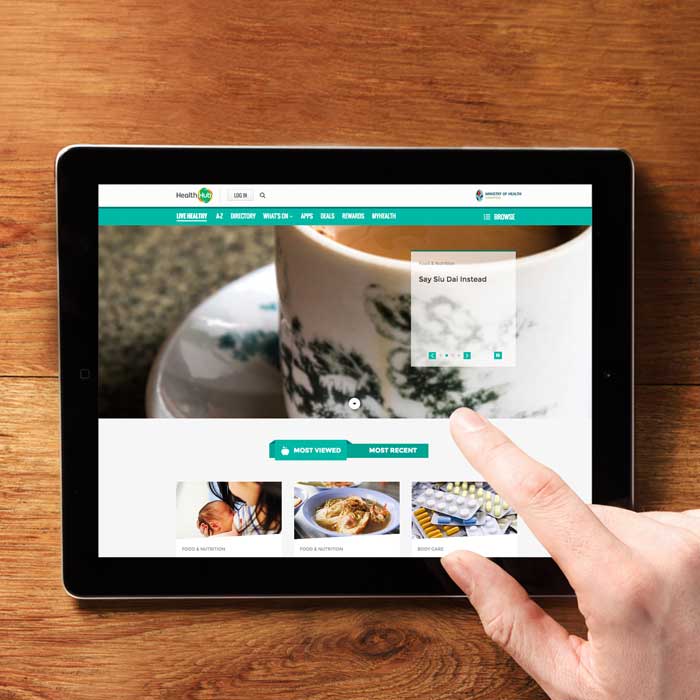 HealthHub
LOG IN
MINISTRY OF HEALTH
LIVE HEALTHY A-Z DIRECTORY WHAT'S ON APPS DEALS REWARDS MYHEALTH BROWSE
Food & Nutrition
Say Siu Dai Instead
MOST VIEWED MOST RECENT
FOOD & NUTRITION FOOD & NUTRITION BODY CARE